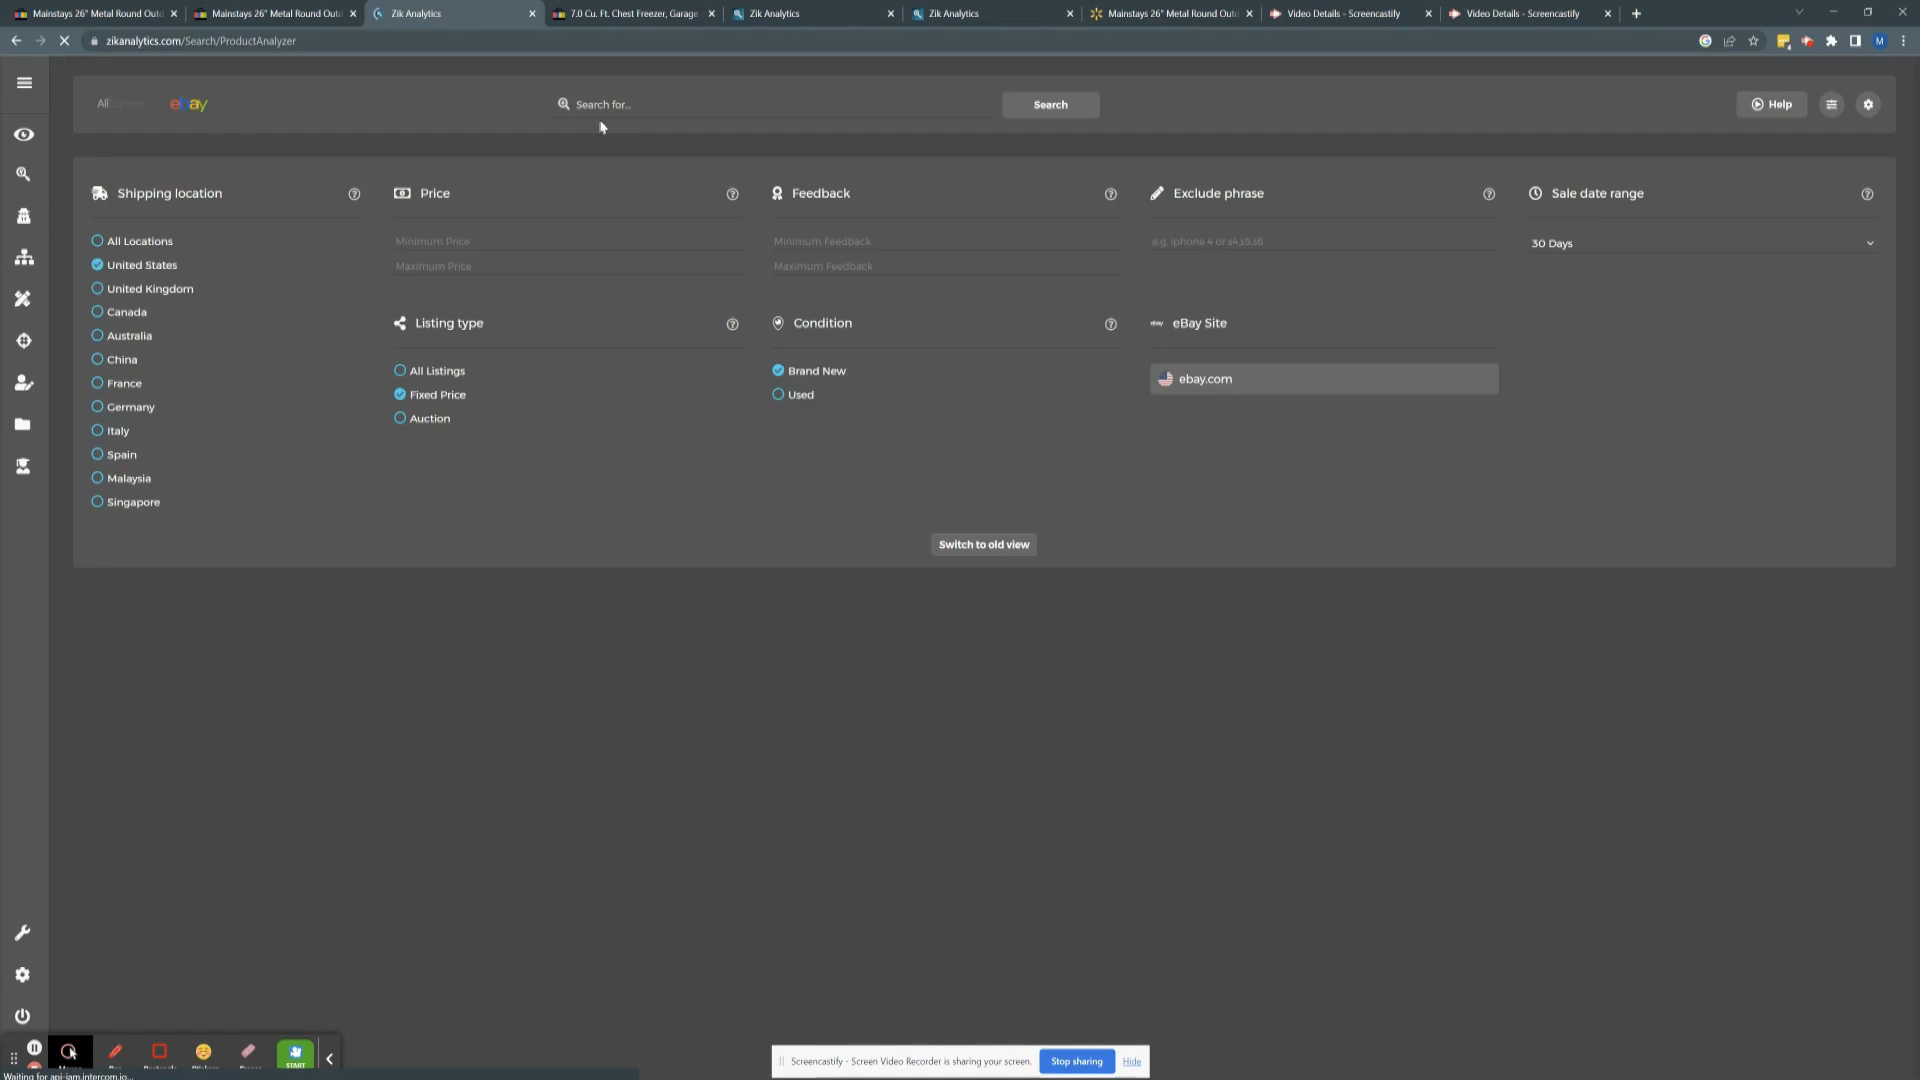 Mainstays 26" Metal Round Outd
Mainstays 26" Metal Round Outd
Zik Analytics
7.0 Cu. Ft. Chest Freezer, Garage
Zik Analytics
Zik Analytics
Mainstays 26" Metal Round Outd
Video Details - Screencastify
Video Details - Screencastify
zikanalytics.com/Search/ProductAnalyzer
M
All
ebay
Search for...
Search
Help
Shipping location
Price
Feedback
Exclude phrase
Sale date range
All Locations
United States
United Kingdom
Canada
Australia
China
France
Germany
Italy
Spain
Malaysia
Singapore
Minimum Price
Maximum Price
Minimum Feedback
Maximum Feedback
e.g. iphone 4 or s4,s5,s6
30 Days
Listing type
All Listings
Fixed Price
Auction
Condition
Brand New
Used
ebay eBay Site
ebay.com
Switch to old view
START
Screencastify - Screen Video Recorder is sharing your screen.
Stop sharing
Hide
Waiting for api-iam.intercom.io...